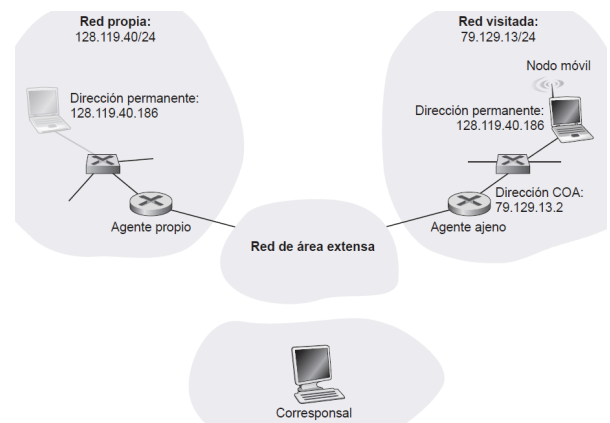 Red propia:
128.119.40/24
Dirección permanente:
128.119.40.186
Agente propio
Red visitada:
79.129.13/24
Nodo móvil
Dirección permanente:
128.119.40.186
Dirección COA:
79.129.13.2
Agente ajeno
Red de área extensa
Corresponsal